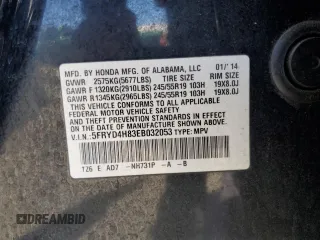 MFD. BY HONDA MFG. OF ALABAMA, LLC 01/'14
GVWR 2575KG(5677LBS) TIRE SIZE RIM SIZE
GAWR F 1320KG(2910LBS) 245/55R19 103H 19X8.0J
GAWR R1345KG(2965LBS) 245/55R19 103H 19X8.0J
THIS VEHICLE CONFORMS TO ALL APPLICABLE
FEDERAL MOTOR VEHICLE SAFETY AND THEFT PREVENTION
STANDARDS IN EFFECT ON THE DATE OF MANUFACTURE SHOWN ABOVE.
V.I.N.:5FRYD4H83EB032053 TYPE:MPV
TZ6 E AD7 -NH731P -A -B